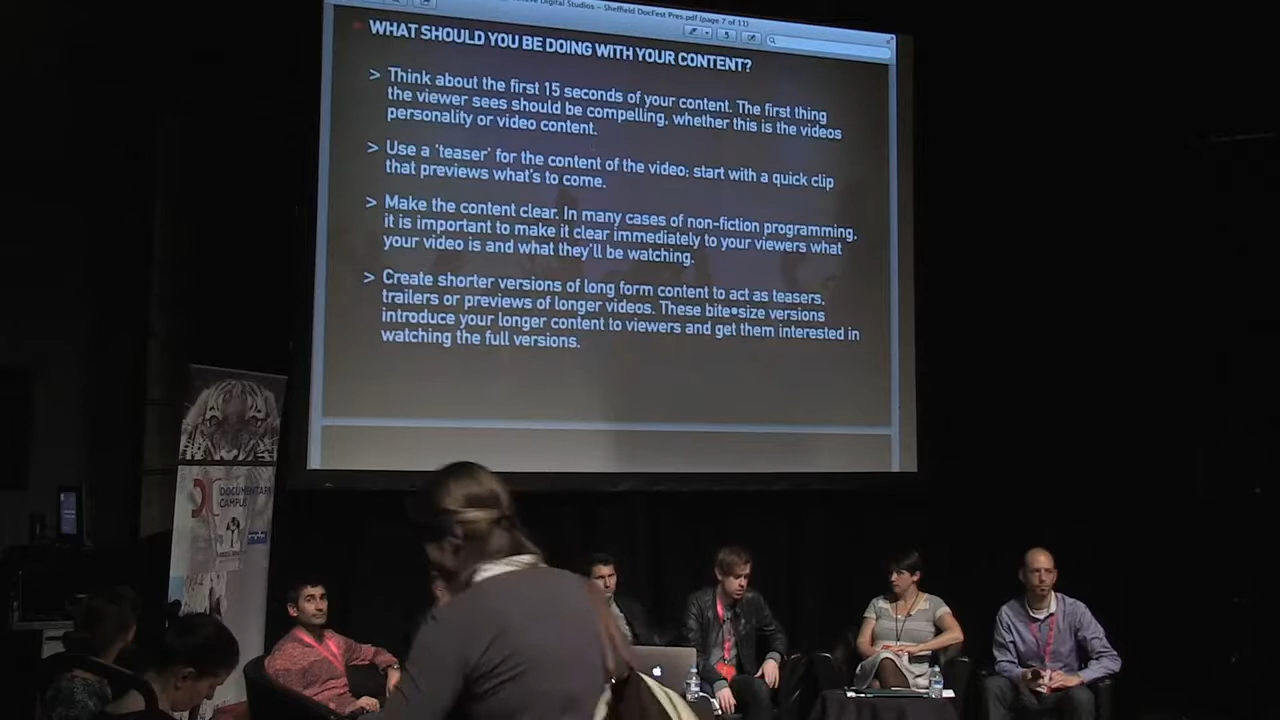 Digital Studios – Sheffield DocFest Pres.pdf (page 7 of 11)
WHAT SHOULD YOU BE DOING WITH YOUR CONTENT?
> Think about the first 15 seconds of your content. The first thing
the viewer sees should be compelling, whether this is the videos
personality or video content.
> Use a 'teaser' for the content of the video: start with a quick clip
that previews what's to come.
> Make the content clear. In many cases of non-fiction programming,
it is important to make it clear immediately to your viewers what
your video is and what they'll be watching.
> Create shorter versions of long form content to act as teasers,
trailers or previews of longer videos. These bite•size versions
introduce your longer content to viewers and get them interested in
watching the full versions.
DOCUMENTARY
CAMPUS